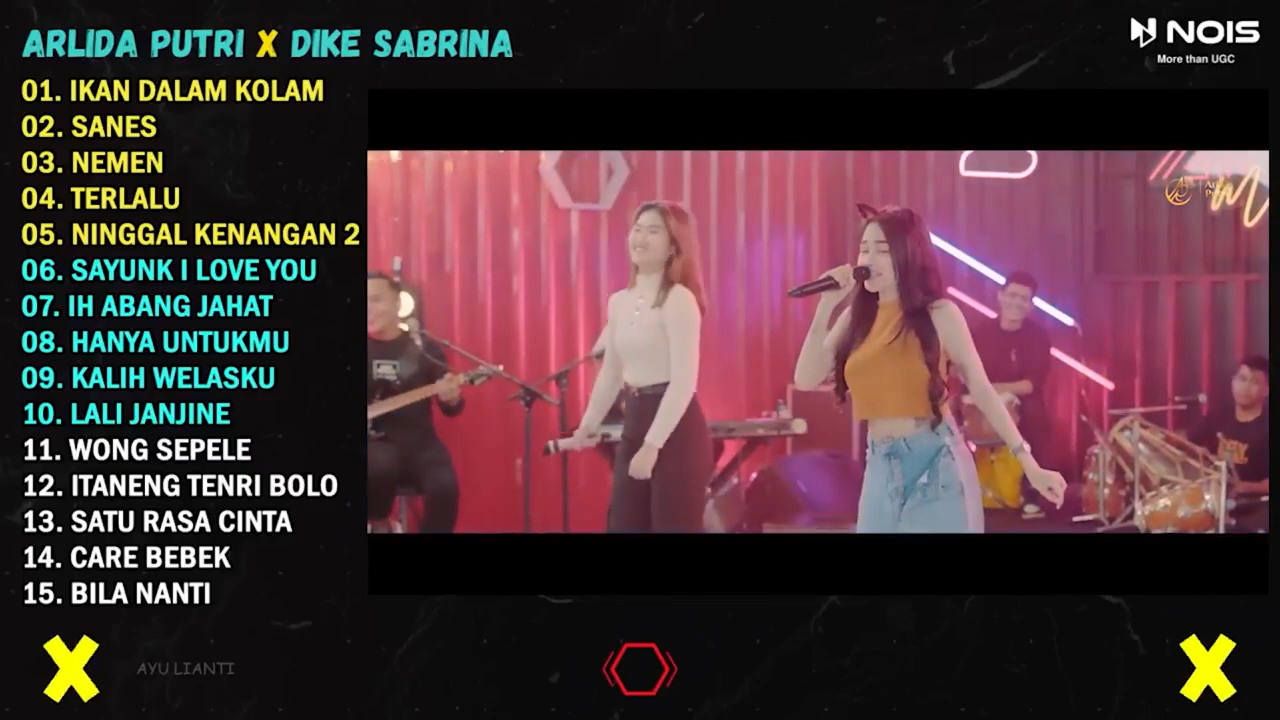 ARLIDA PUTRI X DIKE SABRINA
NOIS
More than UGC
01. IKAN DALAM KOLAM
02. SANES
03. NEMEN
04. TERLALU
05. NINGGAL KENANGAN 2
06. SAYUNK I LOVE YOU
07. IH ABANG JAHAT
08. HANYA UNTUKMU
09. KALIH WELASKU
10. LALI JANJINE
11. WONG SEPELE
12. ITANENG TENRI BOLO
13. SATU RASA CINTA
14. CARE BEBEK
15. BILA NANTI
AYU LIANTI